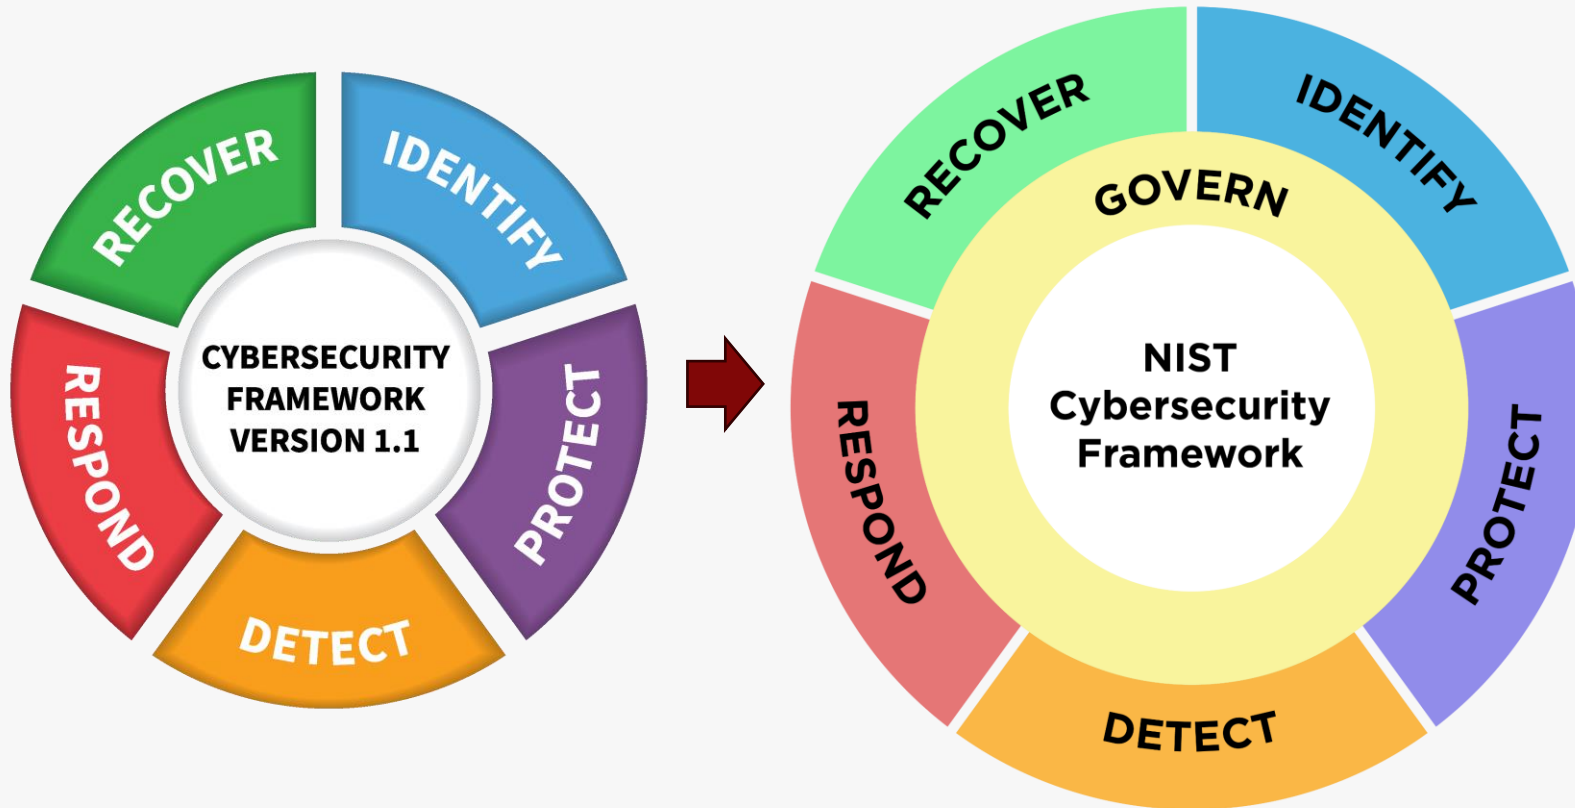 RECOVER
IDENTIFY
PROTECT
DETECT
RESPOND
CYBERSECURITY
FRAMEWORK
VERSION 1.1
RECOVER
IDENTIFY
PROTECT
DETECT
RESPOND
GOVERN
NIST
Cybersecurity
Framework